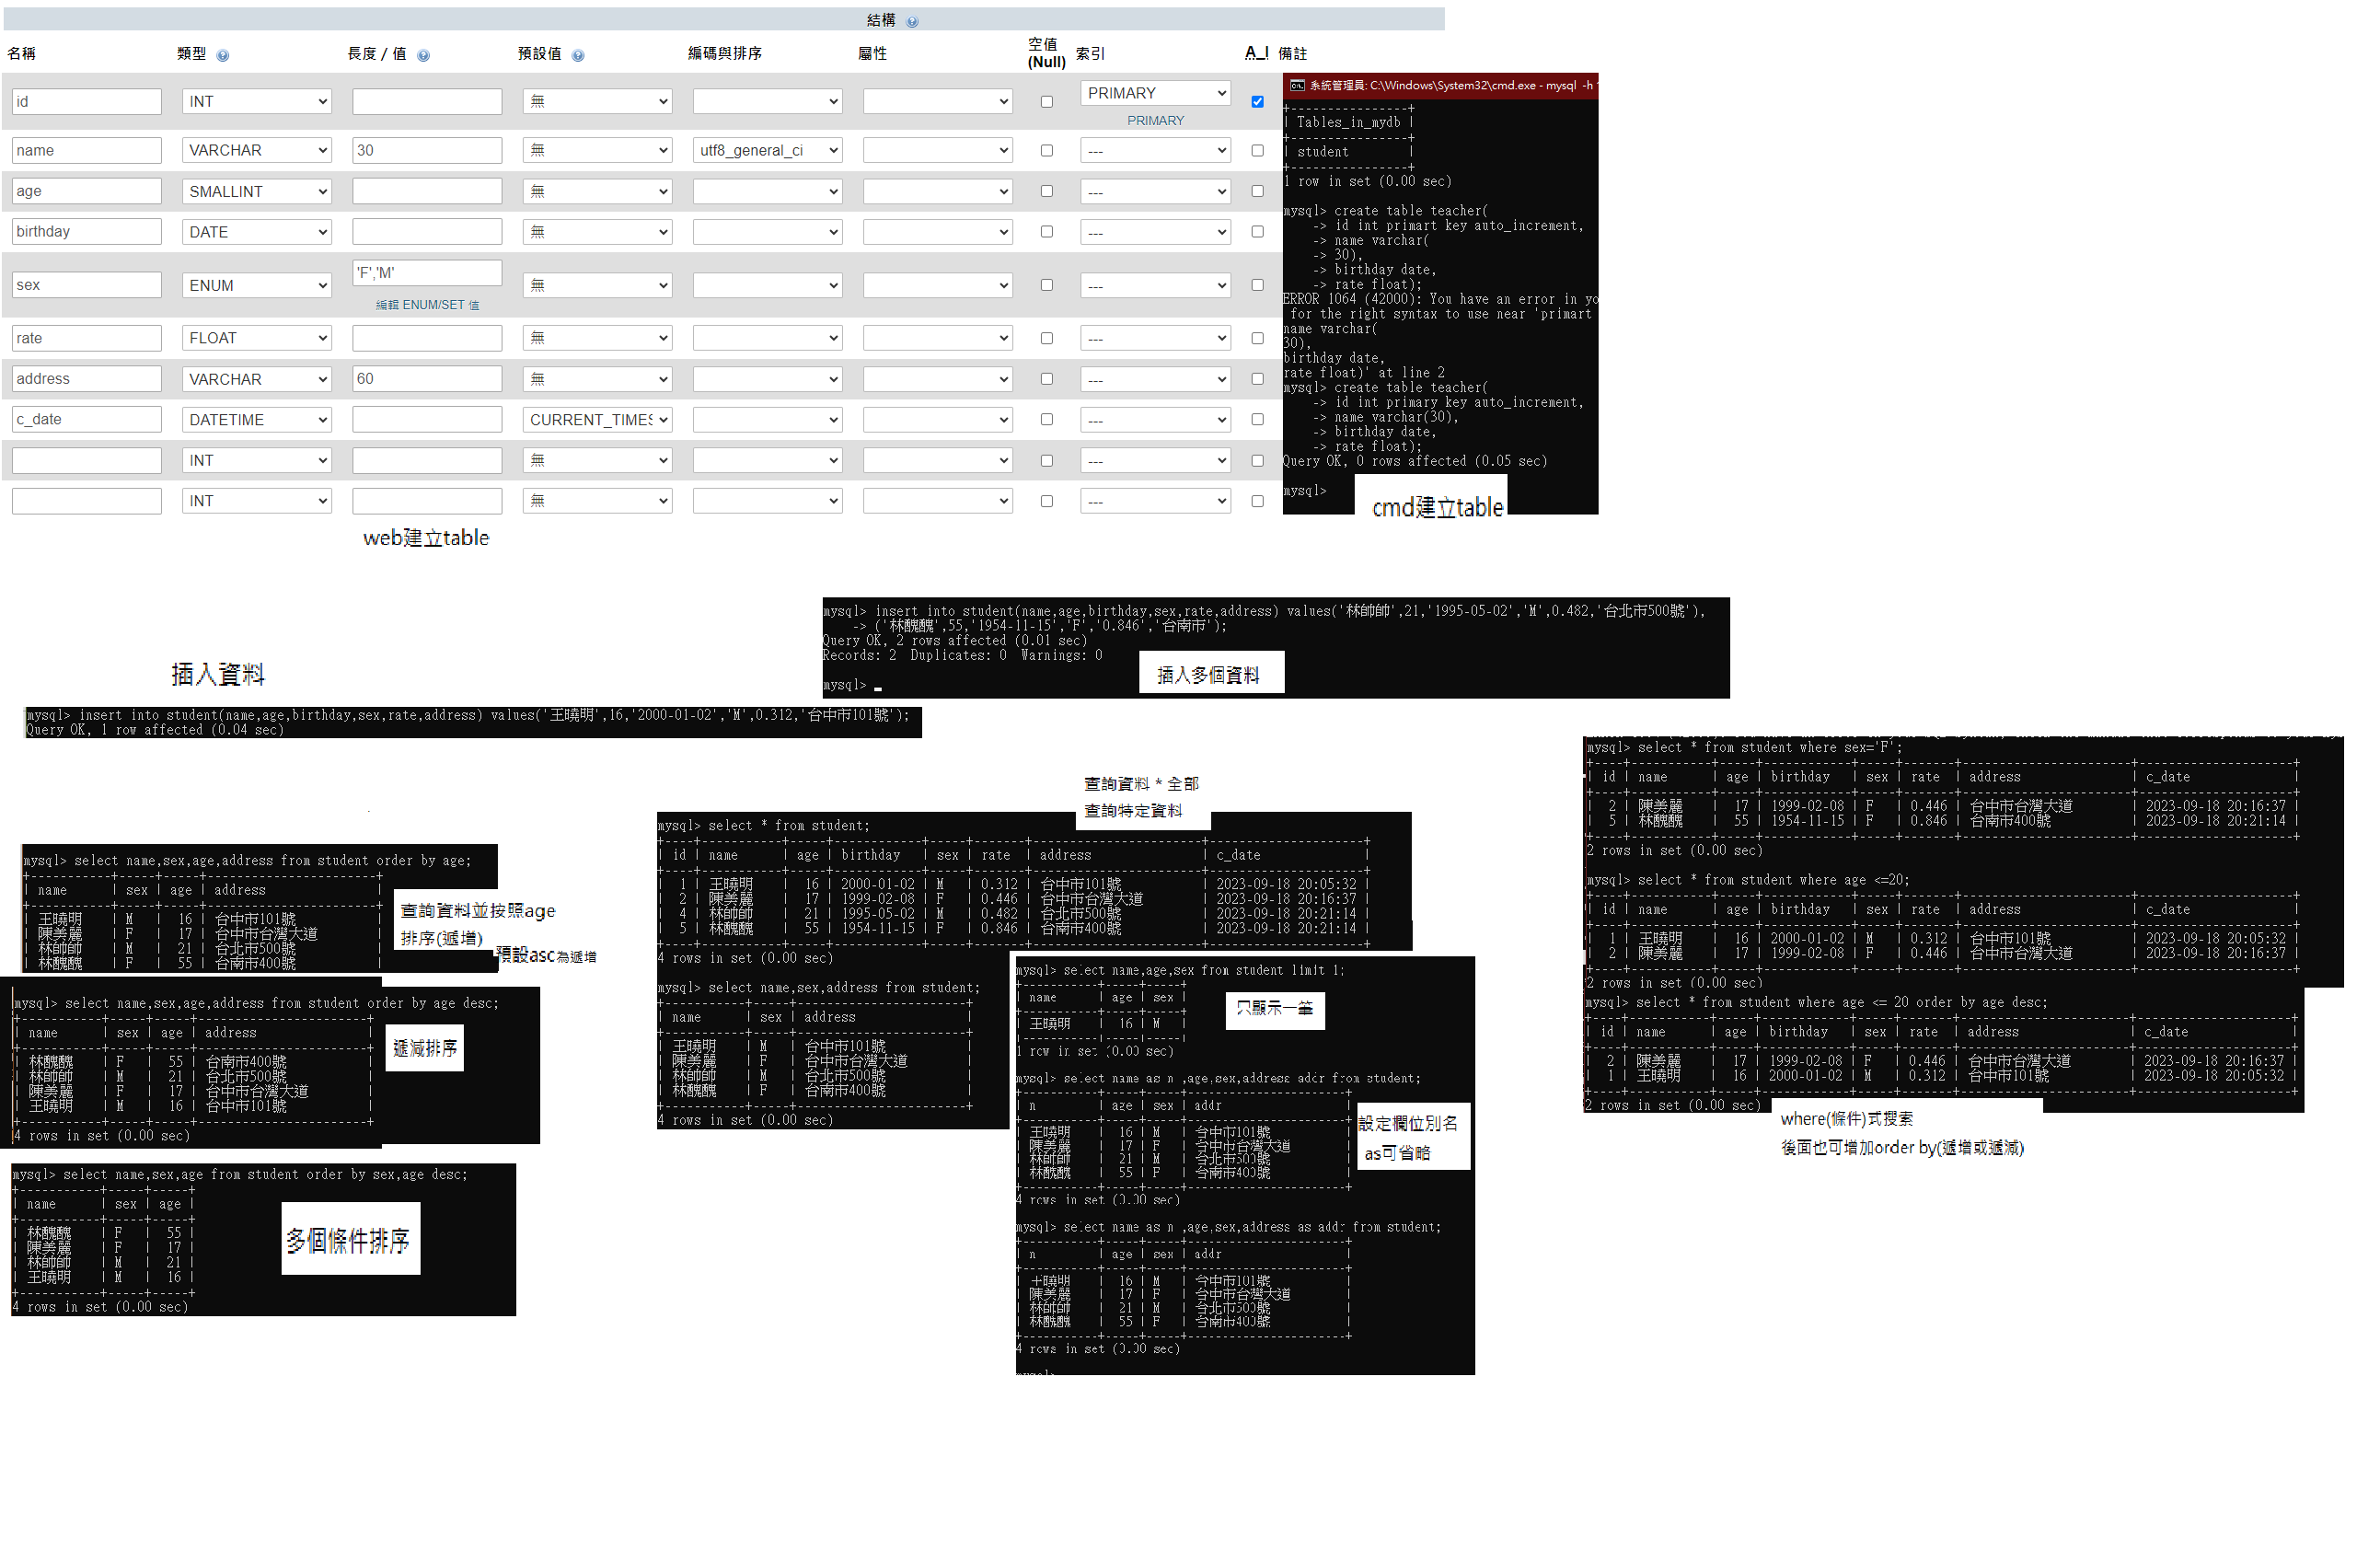 結構
名稱 類型 長度 / 值 預設值 編碼與排序 屬性 空值 (Null) 索引 A_I 備註
id INT 無 PRIMARY
PRIMARY
name VARCHAR 30 無 utf8_general_ci ---
age SMALLINT 無 ---
birthday DATE 無 ---
sex ENUM 'F','M' 無 ---
編輯 ENUM/SET 值
rate FLOAT 無 ---
address VARCHAR 60 無 ---
c_date DATETIME CURRENT_TIMES ---
INT 無 ---
INT 無 ---
web建立table
系統管理員: C:\Windows\System32\cmd.exe - mysql -h
+----------------+
| Tables_in_mydb |
+----------------+
| student |
+----------------+
1 row in set (0.00 sec)
mysql> create table teacher(
-> id int primart key auto_increment,
-> name varchar(
-> 30),
-> birthday date,
-> rate float);
ERROR 1064 (42000): You have an error in yo
for the right syntax to use near 'primart
name varchar(
30),
birthday date,
rate float)' at line 2
mysql> create table teacher(
-> id int primary key auto_increment,
-> name varchar(30),
-> birthday date,
-> rate float);
Query OK, 0 rows affected (0.05 sec)
mysql>
cmd建立table
mysql> insert into student(name,age,birthday,sex,rate,address) values('林帥帥',21,'1995-05-02','M',0.482,'台北市500號'),
-> ('林醜醜',55,'1954-11-15','F','0.846','台南市');
Query OK, 2 rows affected (0.01 sec)
Records: 2 Duplicates: 0 Warnings: 0
mysql>
插入多個資料
插入資料
mysql> insert into student(name,age,birthday,sex,rate,address) values('王曉明',16,'2000-01-02','M',0.312,'台中市101號');
Query OK, 1 row affected (0.04 sec)
mysql> select name,sex,age,address from student order by age;
| name | sex | age | address |
| 王曉明 | M | 16 | 台中市101號 |
| 陳美麗 | F | 17 | 台中市台灣大道 |
| 林帥帥 | M | 21 | 台北市500號 |
| 林醜醜 | F | 55 | 台南市400號 |
查詢資料並按照age
排序(遞增)
預設asc為遞增
mysql> select name,sex,age,address from student order by age desc;
| name | sex | age | address |
| 林醜醜 | F | 55 | 台南市400號 |
| 林帥帥 | M | 21 | 台北市500號 |
| 陳美麗 | F | 17 | 台中市台灣大道 |
| 王曉明 | M | 16 | 台中市101號 |
4 rows in set (0.00 sec)
遞減排序
mysql> select name,sex,age from student order by sex,age desc;
| name | sex | age |
| 林醜醜 | F | 55 |
| 陳美麗 | F | 17 |
| 林帥帥 | M | 21 |
| 王曉明 | M | 16 |
4 rows in set (0.00 sec)
多個條件排序
查詢資料 * 全部
查詢特定資料
mysql> select * from student;
| id | name | age | birthday | sex | rate | address | c_date |
| 1 | 王曉明 | 16 | 2000-01-02 | M | 0.312 | 台中市101號 | 2023-09-18 20:05:32 |
| 2 | 陳美麗 | 17 | 1999-02-08 | F | 0.446 | 台中市台灣大道 | 2023-09-18 20:16:37 |
| 4 | 林帥帥 | 21 | 1995-05-02 | M | 0.482 | 台北市500號 | 2023-09-18 20:21:14 |
| 5 | 林醜醜 | 55 | 1954-11-15 | F | 0.846 | 台南市400號 | 2023-09-18 20:21:14 |
4 rows in set (0.00 sec)
mysql> select name,sex,address from student;
| name | sex | address |
| 王曉明 | M | 台中市101號 |
| 陳美麗 | F | 台中市台灣大道 |
| 林帥帥 | M | 台北市500號 |
| 林醜醜 | F | 台南市400號 |
4 rows in set (0.00 sec)
mysql> select name,age,sex from student limit 1;
| name | age | sex |
| 王曉明 | 16 | M |
1 row in set (0.00 sec)
只顯示一筆
mysql> select name as n ,age,sex,address addr from student;
| n | age | sex | addr |
| 王曉明 | 16 | M | 台中市101號 |
| 陳美麗 | 17 | F | 台中市台灣大道 |
| 林帥帥 | 21 | M | 台北市500號 |
| 林醜醜 | 55 | F | 台南市400號 |
4 rows in set (0.00 sec)
設定欄位別名
as可省略
mysql> select name as n ,age,sex,address as addr from student;
| n | age | sex | addr |
| 王曉明 | 16 | M | 台中市101號 |
| 陳美麗 | 17 | F | 台中市台灣大道 |
| 林帥帥 | 21 | M | 台北市500號 |
| 林醜醜 | 55 | F | 台南市400號 |
4 rows in set (0.00 sec)
mysql> select * from student where sex='F';
| id | name | age | birthday | sex | rate | address | c_date |
| 2 | 陳美麗 | 17 | 1999-02-08 | F | 0.446 | 台中市台灣大道 | 2023-09-18 20:16:37 |
| 5 | 林醜醜 | 55 | 1954-11-15 | F | 0.846 | 台南市400號 | 2023-09-18 20:21:14 |
2 rows in set (0.00 sec)
mysql> select * from student where age <=20;
| id | name | age | birthday | sex | rate | address | c_date |
| 1 | 王曉明 | 16 | 2000-01-02 | M | 0.312 | 台中市101號 | 2023-09-18 20:05:32 |
| 2 | 陳美麗 | 17 | 1999-02-08 | F | 0.446 | 台中市台灣大道 | 2023-09-18 20:16:37 |
2 rows in set (0.00 sec)
mysql> select * from student where age <= 20 order by age desc;
| id | name | age | birthday | sex | rate | address | c_date |
| 2 | 陳美麗 | 17 | 1999-02-08 | F | 0.446 | 台中市台灣大道 | 2023-09-18 20:16:37 |
| 1 | 王曉明 | 16 | 2000-01-02 | M | 0.312 | 台中市101號 | 2023-09-18 20:05:32 |
2 rows in set (0.00 sec)
where(條件)式搜索
後面也可增加order by(遞增或遞減)